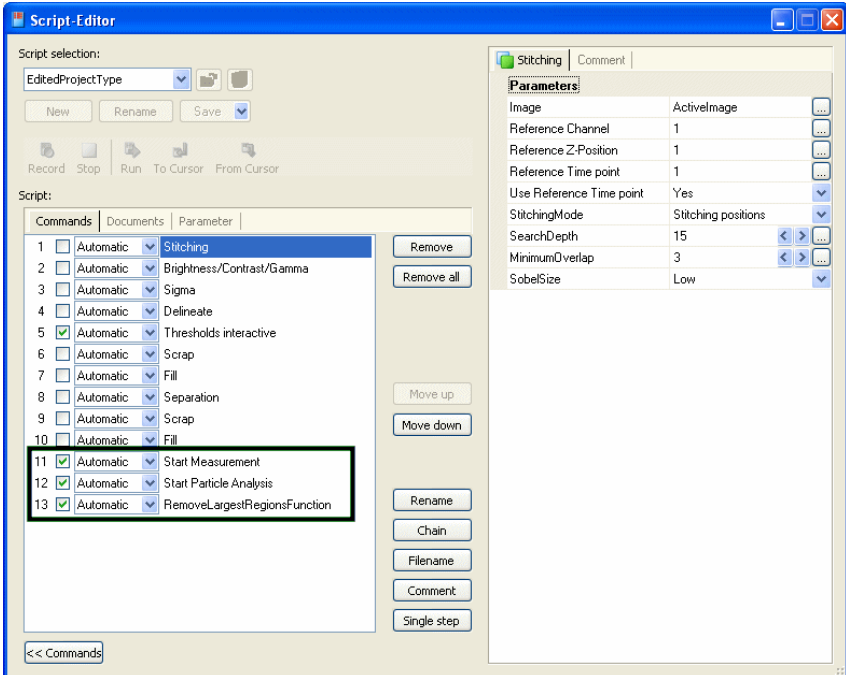 Script-Editor
Script selection:
EditedProjectType
New Rename Save
Record Stop Run To Cursor From Cursor
Script:
Commands Documents Parameter
1 Automatic Stitching
2 Automatic Brightness/Contrast/Gamma
3 Automatic Sigma
4 Automatic Delineate
5 Automatic Thresholds interactive
6 Automatic Scrap
7 Automatic Fill
8 Automatic Separation
9 Automatic Scrap
10 Automatic Fill
11 Automatic Start Measurement
12 Automatic Start Particle Analysis
13 Automatic RemoveLargestRegionsFunction
<< Commands
Remove
Remove all
Move up
Move down
Rename
Chain
Filename
Comment
Single step
Stitching Comment
Parameters
Image ActiveImage ...
Reference Channel 1 ...
Reference Z-Position 1 ...
Reference Time point 1 ...
Use Reference Time point Yes
StitchingMode Stitching positions
SearchDepth 15 < > ...
MinimumOverlap 3 < > ...
SobelSize Low